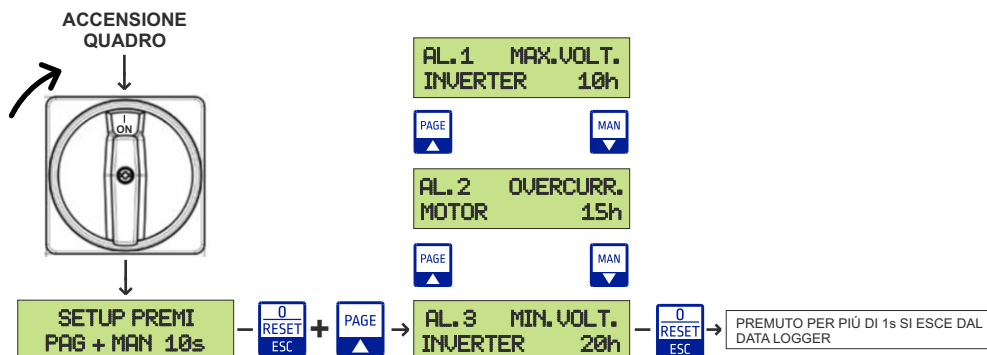 ACCENSIONE
QUADRO
I
ON
AL.1 MAX.VOLT.
INVERTER 10h
PAGE
MAN
AL.2 OVERCURR.
MOTOR 15h
PAGE
MAN
SETUP PREMI
PAG + MAN 10s
0
RESET
ESC
+
PAGE
AL.3 MIN.VOLT.
INVERTER 20h
0
RESET
ESC
PREMUTO PER PIÚ DI 1s SI ESCE DAL
DATA LOGGER